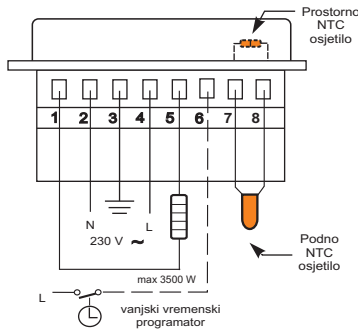 Prostorno
NTC
osjetilo
1 2 3 4 5 6 7 8
N
L
230 V ~
max 3500 W
Podno
NTC
osjetilo
L
vanjski vremenski
programator